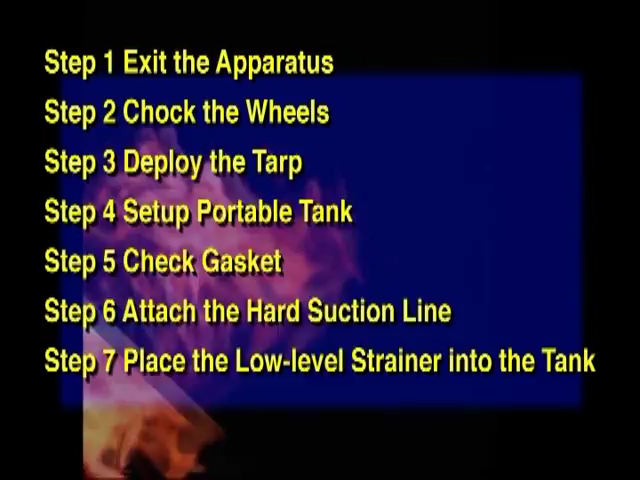 Step 1 Exit the Apparatus
Step 2 Chock the Wheels
Step 3 Deploy the Tarp
Step 4 Setup Portable Tank
Step 5 Check Gasket
Step 6 Attach the Hard Suction Line
Step 7 Place the Low-level Strainer into the Tank